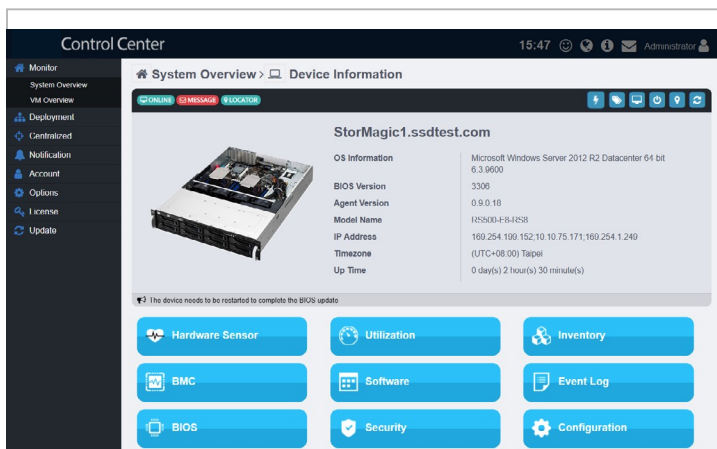 Control Center
15:47 Administrator
Monitor
System Overview
VM Overview
Deployment
Centralized
Notification
Account
Options
License
Update
System Overview > Device Information
ONLINE MESSAGE LOCATOR
StorMagic1.ssdtest.com
OS Information Microsoft Windows Server 2012 R2 Datacenter 64 bit
6.3.9600
BIOS Version 3306
Agent Version 0.9.0.18
Model Name RS500-E8-RS8
IP Address 169.254.199.152;10.10.75.171;169.254.1.249
Timezone (UTC+08:00) Taipei
Up Time 0 day(s) 2 hour(s) 30 minute(s)
The device needs to be restarted to complete the BIOS update
Hardware Sensor Utilization Inventory
BMC Software Event Log
BIOS Security Configuration